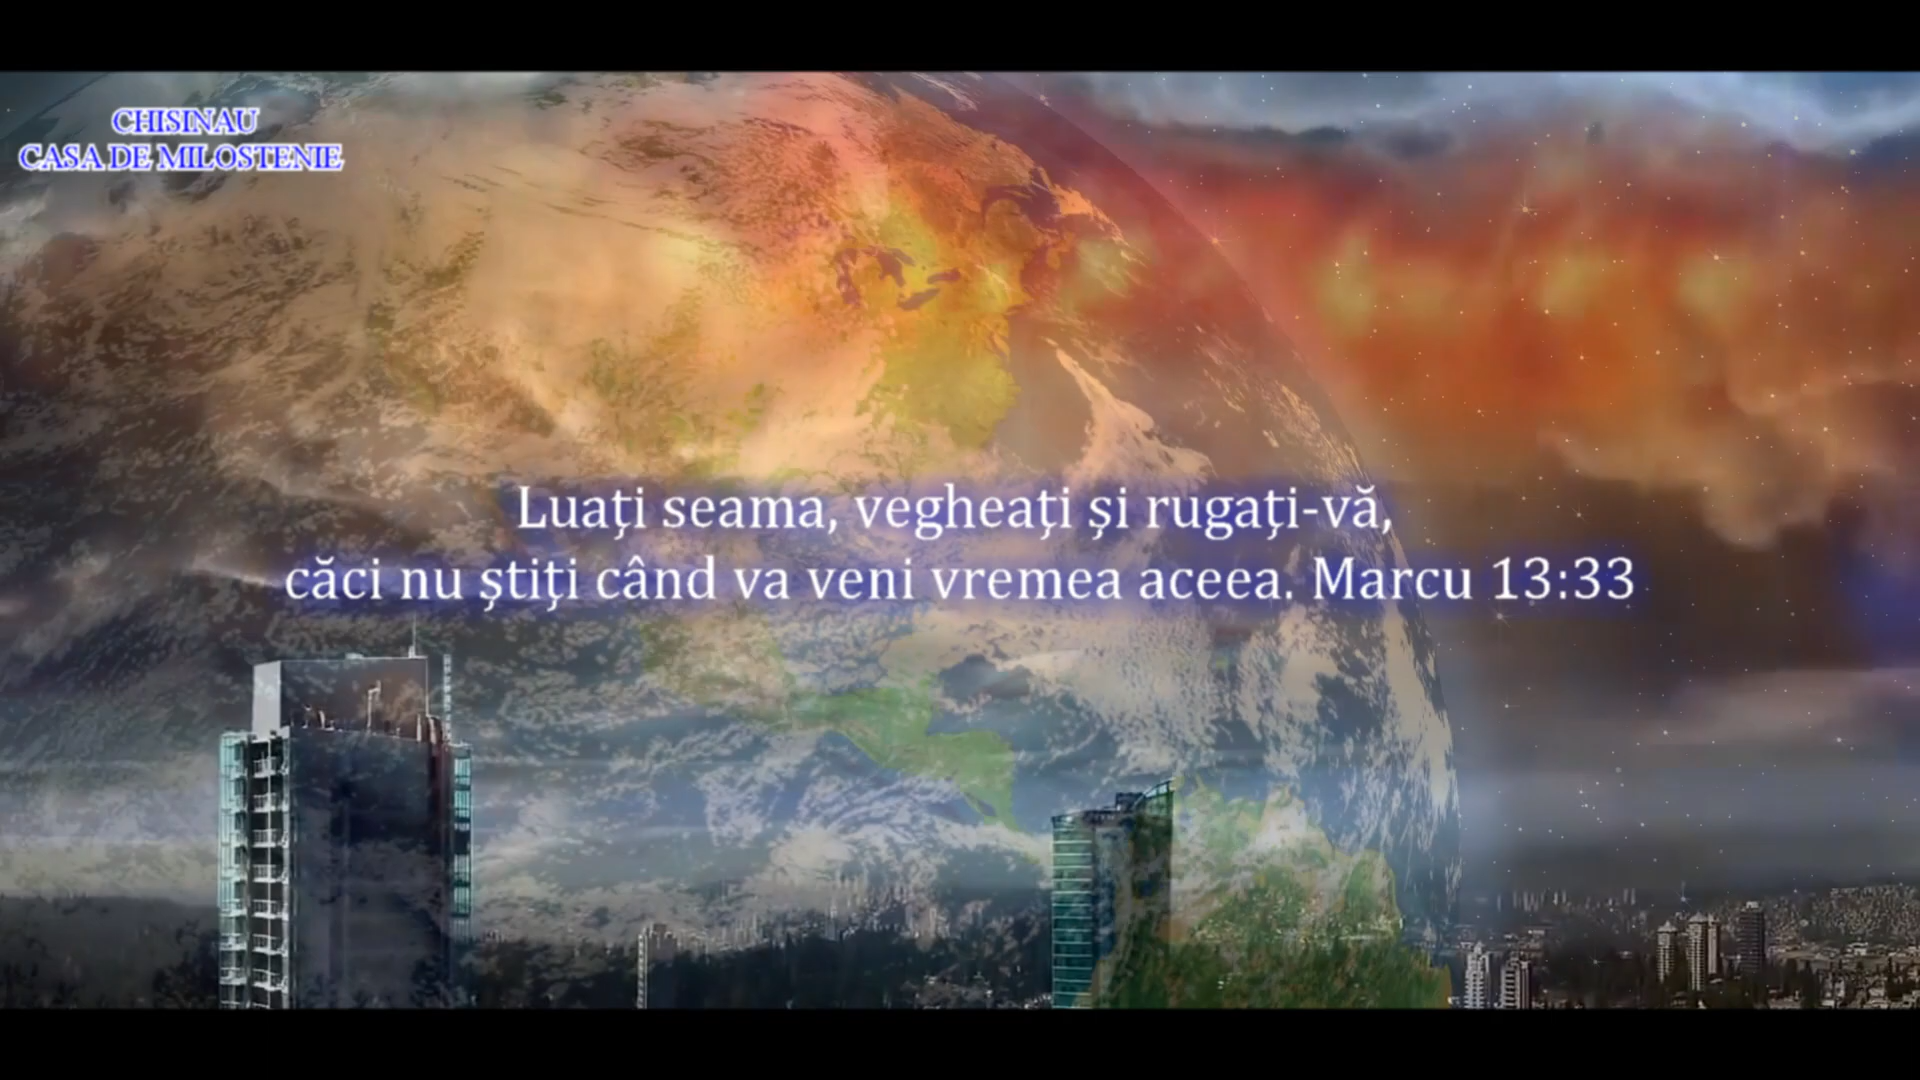 CHISINAU
CASA DE MILOSTENIE
Luați seama, vegheați și rugați-vă,
căci nu știți când va veni vremea aceea. Marcu 13:33